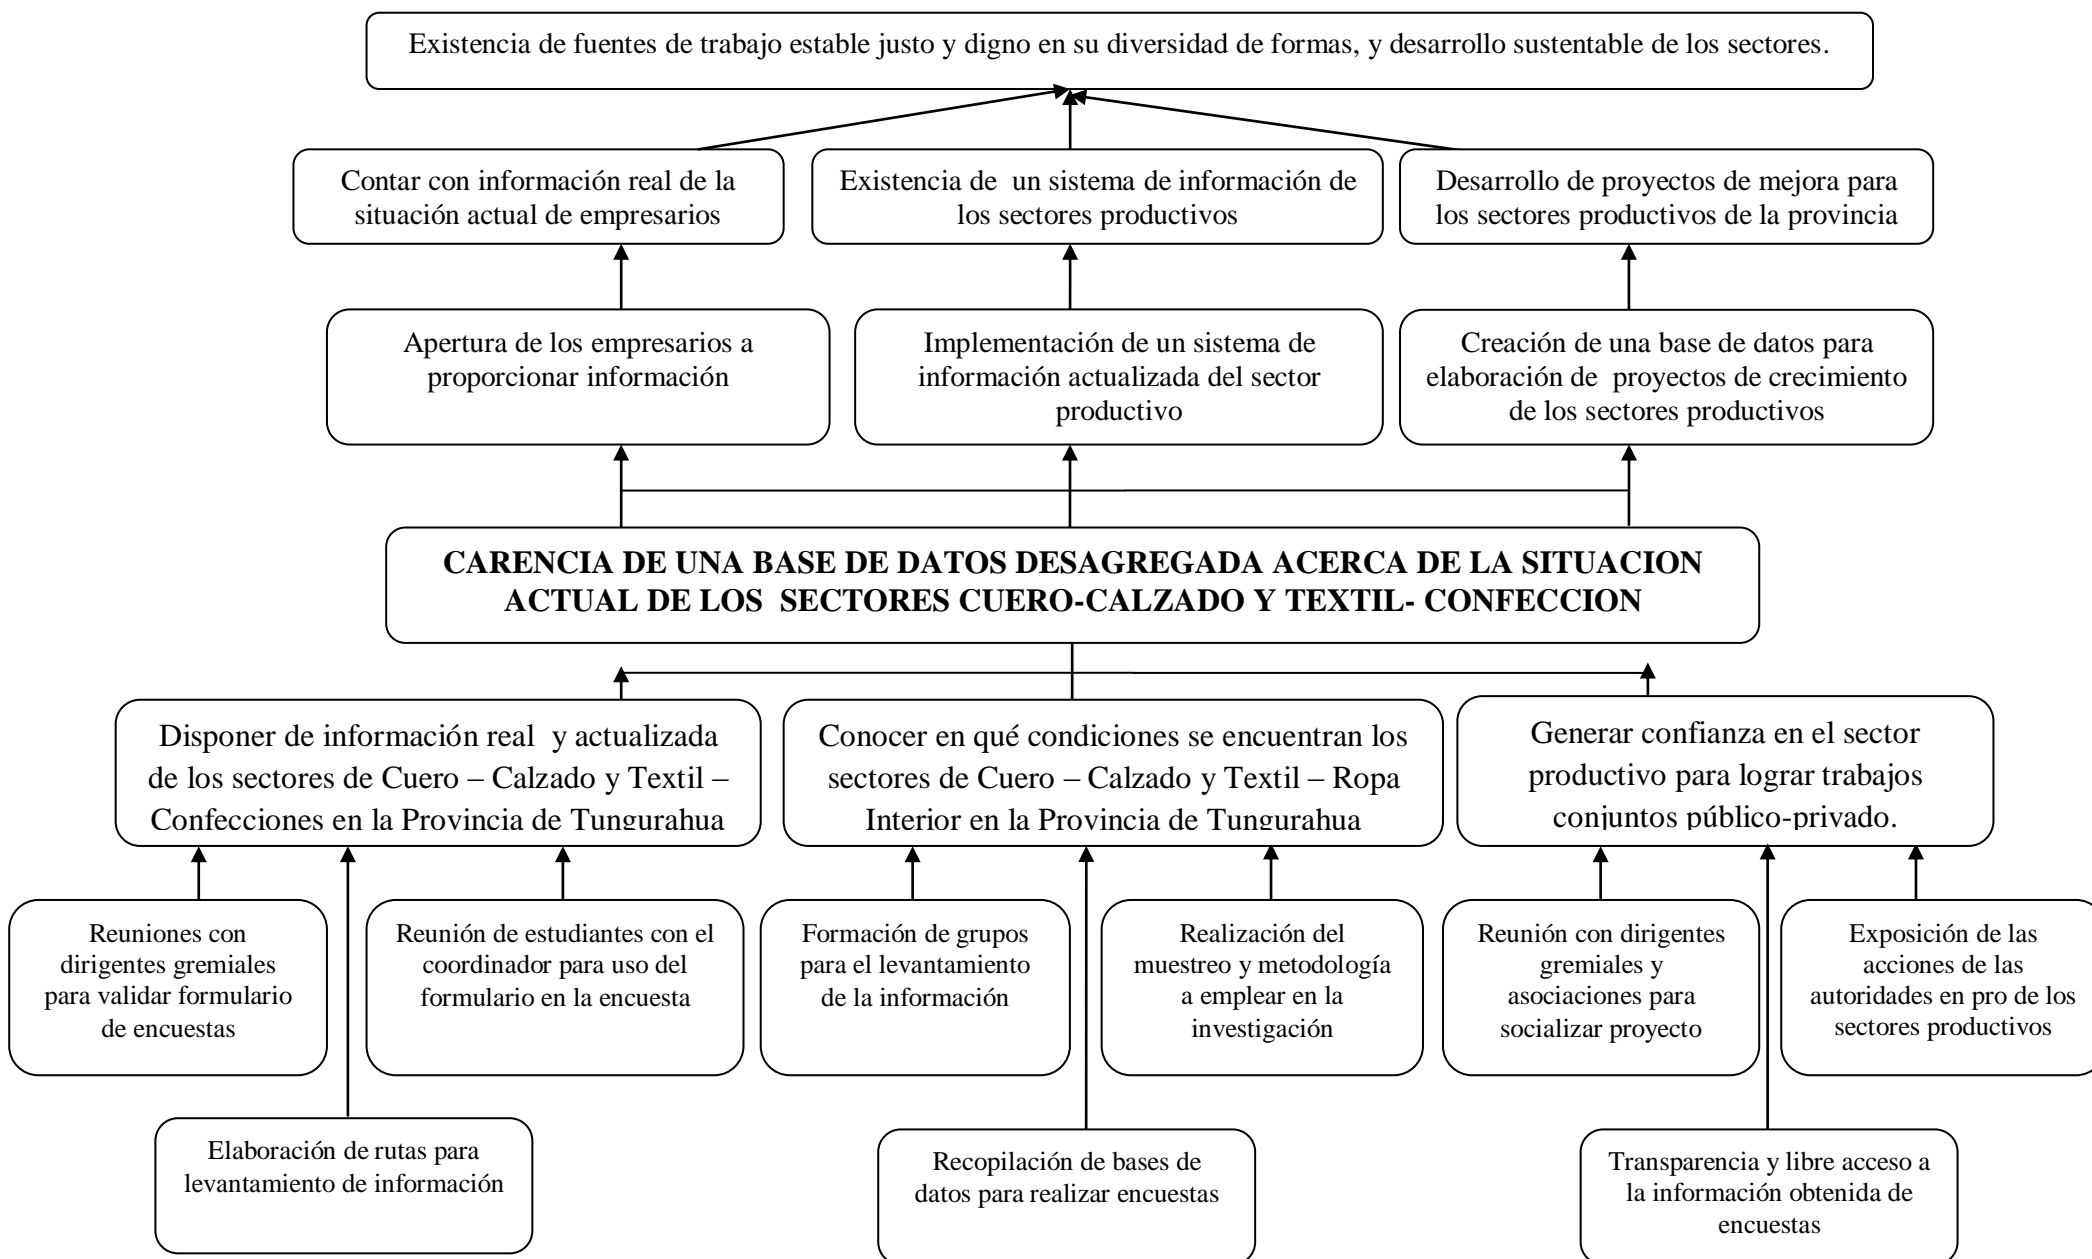 Existencia de fuentes de trabajo estable justo y digno en su diversidad de formas, y desarrollo sustentable de los sectores.
Contar con información real de la
situación actual de empresarios
Existencia de  un sistema de información de
los sectores productivos
Desarrollo de proyectos de mejora para
los sectores productivos de la provincia
Apertura de los empresarios a
proporcionar información
Implementación de un sistema de
información actualizada del sector
productivo
Creación de una base de datos para
elaboración de  proyectos de crecimiento
de los sectores productivos
CARENCIA DE UNA BASE DE DATOS DESAGREGADA ACERCA DE LA SITUACION
ACTUAL DE LOS  SECTORES CUERO-CALZADO Y TEXTIL- CONFECCION
Disponer de información real  y actualizada
de los sectores de Cuero – Calzado y Textil –
Confecciones en la Provincia de Tungurahua
Conocer en qué condiciones se encuentran los
sectores de Cuero – Calzado y Textil – Ropa
Interior en la Provincia de Tungurahua
Generar confianza en el sector
productivo para lograr trabajos
conjuntos público-privado.
Reuniones con
dirigentes gremiales
para validar formulario
de encuestas
Reunión de estudiantes con el
coordinador para uso del
formulario en la encuesta
Formación de grupos
para el levantamiento
de la información
Realización del
muestreo y metodología
a emplear en la
investigación
Reunión con dirigentes
gremiales y
asociaciones para
socializar proyecto
Exposición de las
acciones de las
autoridades en pro de los
sectores productivos
Elaboración de rutas para
levantamiento de información
Recopilación de bases de
datos para realizar encuestas
Transparencia y libre acceso a
la información obtenida de
encuestas